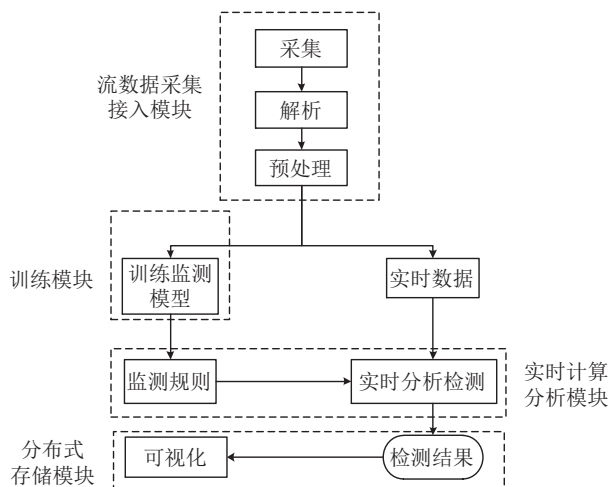 采集
流数据采集
接入模块
解析
预处理
训练模块
训练监测
模型
实时数据
监测规则
实时分析检测
实时计算
分析模块
分布式
存储模块
可视化
检测结果